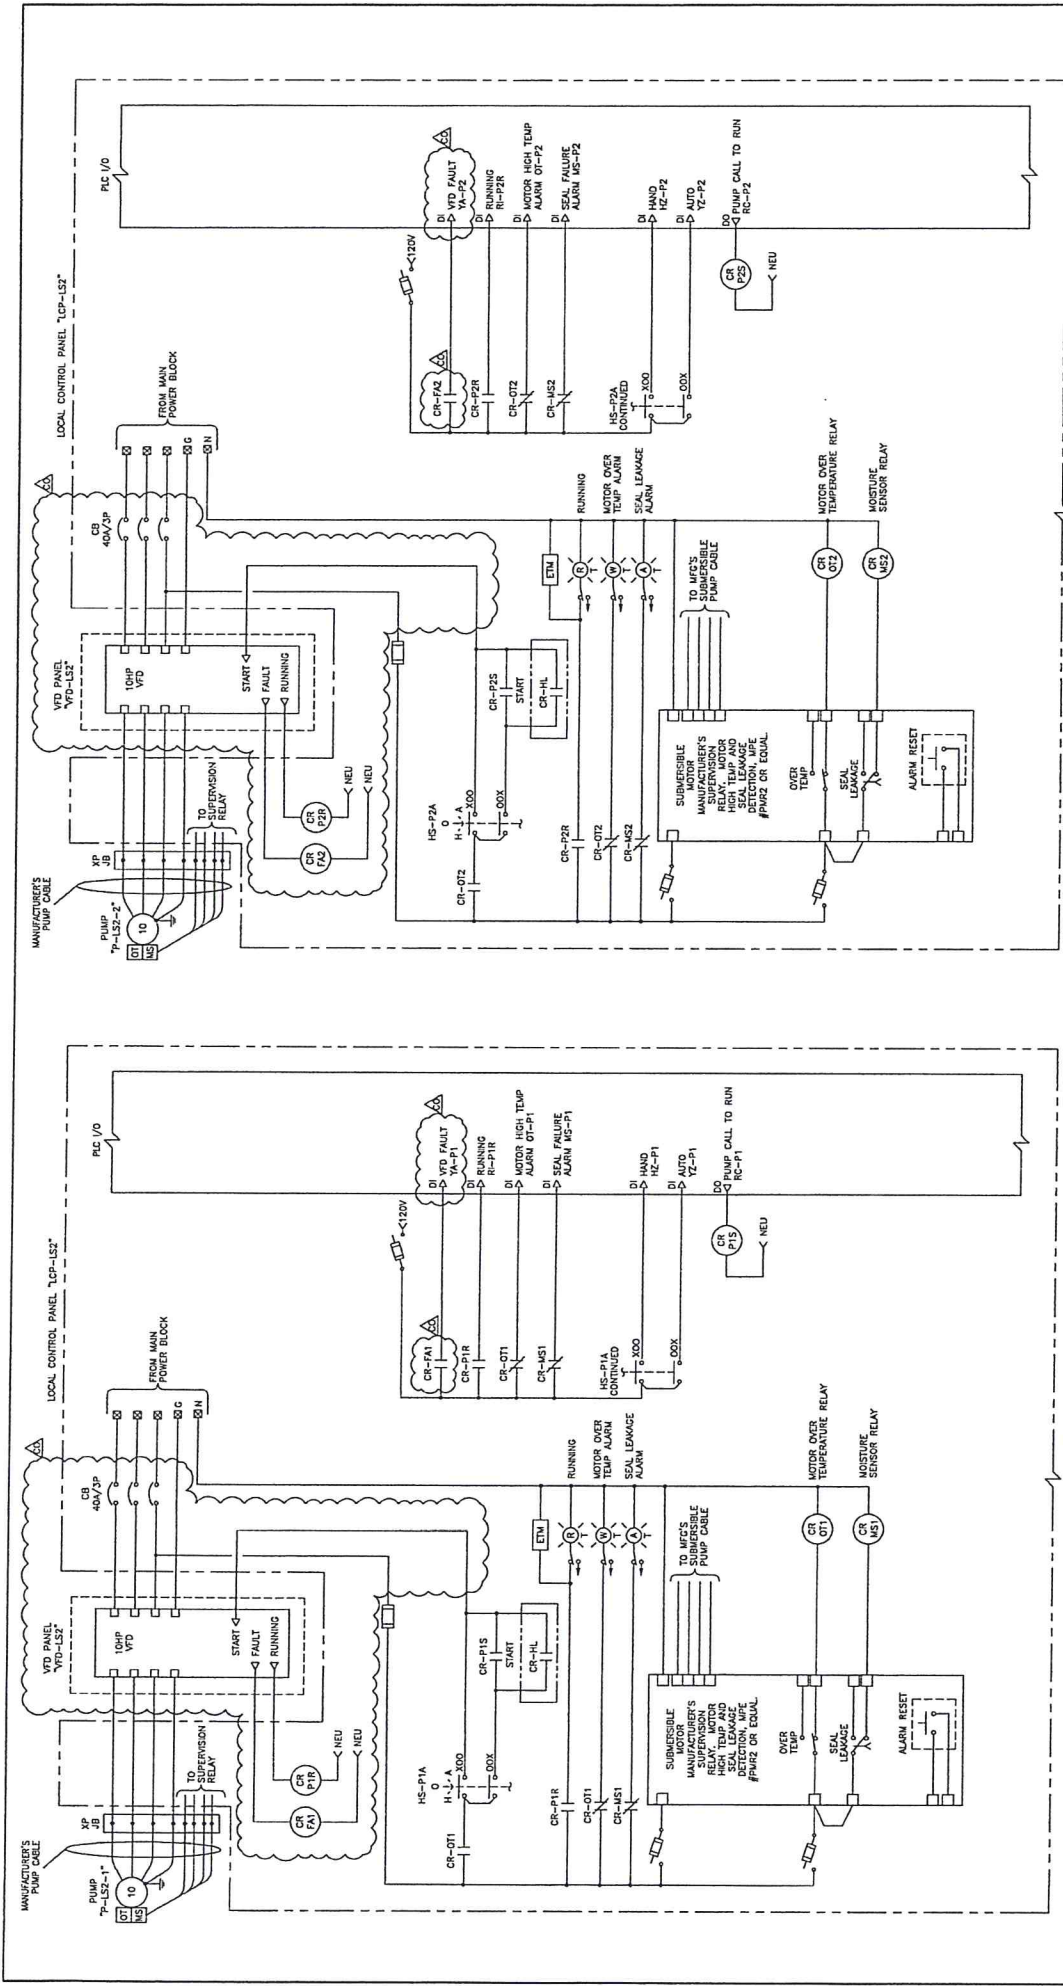 MANUFACTURER'S
PUMP CABLE
PUMP
"P-LS2-1"
OT
MS
10
XP
JB
TO
SUPERVISION
RELAY
VFD PANEL
"VFD-LS2"
10HP
VFD
START
FAULT
RUNNING
CR
FA1
CR
P1R
NEU
NEU
CB
40A/3P
CO
LOCAL CONTROL PANEL "LCP-LS2"
FROM MAIN
POWER BLOCK
G
N
HS-P1A
O
H A
XOO
OOX
CR-OT1
CR-P1S
START
CR-HL
ETM
CR-P1R
R
T
RUNNING
CR-OT1
W
T
MOTOR OVER
TEMP ALARM
CR-MS1
A
T
SEAL LEAKAGE
ALARM
SUBMERSIBLE
MOTOR
MANUFACTURER'S
SUPERVISION
RELAY. MOTOR
HIGH TEMP AND
SEAL LEAKAGE
DETECTION, MPE
#PMR2 OR EQUAL.
TO MFG'S
SUBMERSIBLE
PUMP CABLE
OVER
TEMP
SEAL
LEAKAGE
ALARM RESET
CR
OT1
MOTOR OVER
TEMPERATURE RELAY
CR
MS1
MOISTURE
SENSOR RELAY
PLC I/O
120V
CR-FA1
CO
DI
VFD FAULT
YA-P1
CO
CR-P1R
DI
RUNNING
RI-P1R
CR-OT1
DI
MOTOR HIGH TEMP
ALARM OT-P1
CR-MS1
DI
SEAL FAILURE
ALARM MS-P1
HS-P1A
CONTINUED
XOO
DI
HAND
HZ-P1
OOX
DI
AUTO
YZ-P1
DO
PUMP CALL TO RUN
RC-P1
CR
P1S
NEU
MANUFACTURER'S
PUMP CABLE
PUMP
"P-LS2-2"
OT
MS
10
XP
JB
TO
SUPERVISION
RELAY
VFD PANEL
"VFD-LS2"
10HP
VFD
START
FAULT
RUNNING
CR
FA2
CR
P2R
NEU
NEU
CB
40A/3P
CO
LOCAL CONTROL PANEL "LCP-LS2"
FROM MAIN
POWER BLOCK
G
N
HS-P2A
O
H A
XOO
OOX
CR-OT2
CR-P2S
START
CR-HL
ETM
CR-P2R
R
T
RUNNING
CR-OT2
W
T
MOTOR OVER
TEMP ALARM
CR-MS2
A
T
SEAL LEAKAGE
ALARM
SUBMERSIBLE
MOTOR
MANUFACTURER'S
SUPERVISION
RELAY. MOTOR
HIGH TEMP AND
SEAL LEAKAGE
DETECTION, MPE
#PMR2 OR EQUAL.
TO MFG'S
SUBMERSIBLE
PUMP CABLE
OVER
TEMP
SEAL
LEAKAGE
ALARM RESET
CR
OT2
MOTOR OVER
TEMPERATURE RELAY
CR
MS2
MOISTURE
SENSOR RELAY
PLC I/O
120V
CR-FA2
CO
DI
VFD FAULT
YA-P2
CO
CR-P2R
DI
RUNNING
RI-P2R
CR-OT2
DI
MOTOR HIGH TEMP
ALARM OT-P2
CR-MS2
DI
SEAL FAILURE
ALARM MS-P2
HS-P2A
CONTINUED
XOO
DI
HAND
HZ-P2
OOX
DI
AUTO
YZ-P2
DO
PUMP CALL TO RUN
RC-P2
CR
P2S
NEU